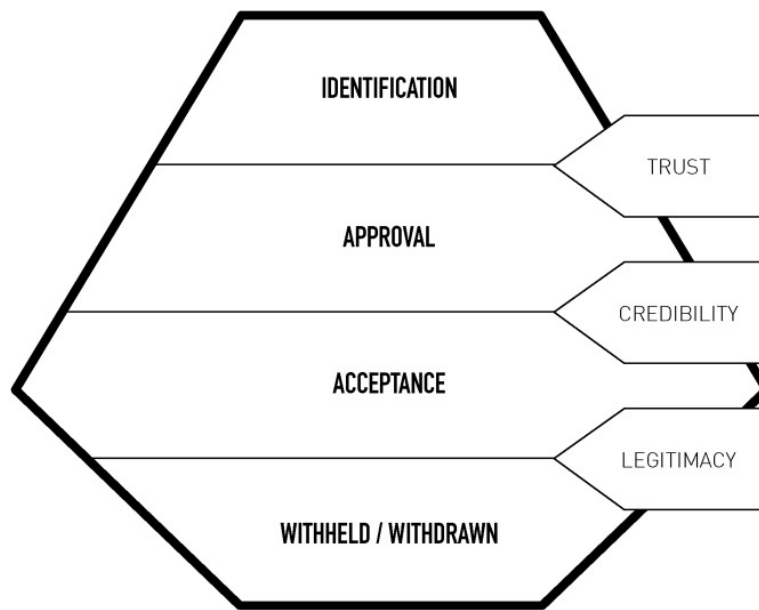 IDENTIFICATION
TRUST
APPROVAL
CREDIBILITY
ACCEPTANCE
LEGITIMACY
WITHHELD / WITHDRAWN